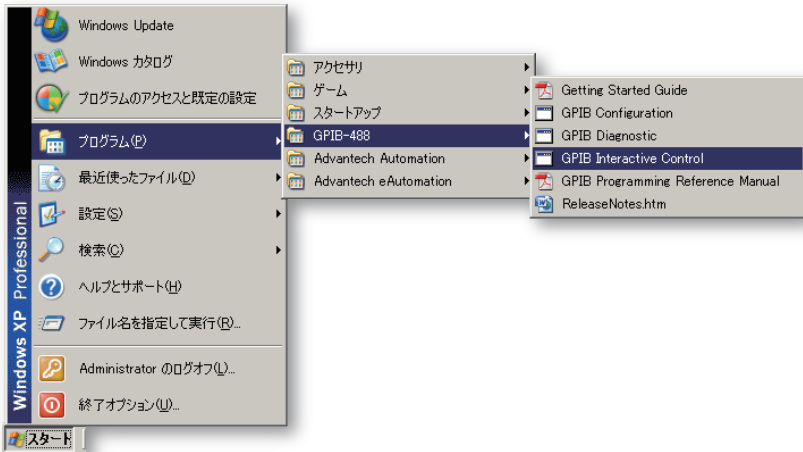 Windows Update
Windows カタログ
プログラムのアクセスと既定の設定
プログラム(P)
最近使ったファイル(D)
設定(S)
検索(C)
ヘルプとサポート(H)
ファイル名を指定して実行(R)...
Administrator のログオフ(L)...
終了オプション(U)...
Windows XP Professional
スタート
アクセサリ
ゲーム
スタートアップ
GPIB-488
Advantech Automation
Advantech eAutomation
Getting Started Guide
GPIB Configuration
GPIB Diagnostic
GPIB Interactive Control
GPIB Programming Reference Manual
ReleaseNotes.htm